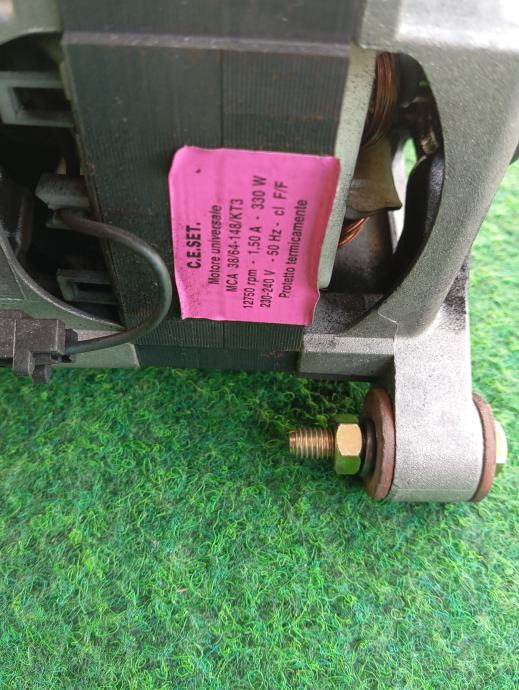 C.E.SET.
Motore universale
MCA 38/64-148/KT3
12750 rpm - 1,50 A - 330 W
230-240 V - 50 Hz - cl F/F
Protetto termicamente